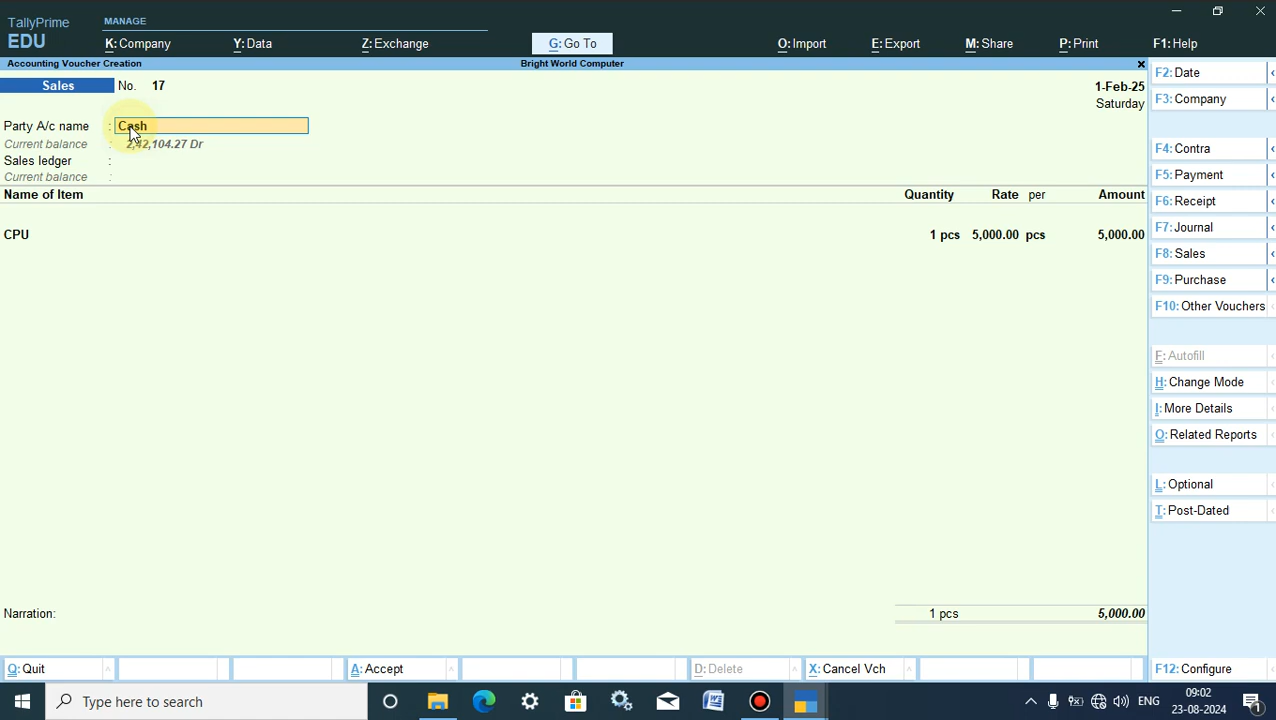 TallyPrime
EDU
MANAGE
K: Company
Y: Data
Z: Exchange
G: Go To
O: Import
E: Export
M: Share
P: Print
F1: Help
Accounting Voucher Creation
Bright World Computer
Sales
No. 17
1-Feb-25
Saturday
Party A/c name : Cash
Current balance : 2,42,104.27 Dr
Sales ledger :
Current balance :
Name of Item Quantity Rate per Amount
CPU 1 pcs 5,000.00 pcs 5,000.00
Narration: 1 pcs 5,000.00
F2: Date
F3: Company
F4: Contra
F5: Payment
F6: Receipt
F7: Journal
F8: Sales
F9: Purchase
F10: Other Vouchers
F: Autofill
H: Change Mode
I: More Details
O: Related Reports
L: Optional
T: Post-Dated
Q: Quit
A: Accept
D: Delete
X: Cancel Vch
F12: Configure
Type here to search
ENG
09:02
23-08-2024